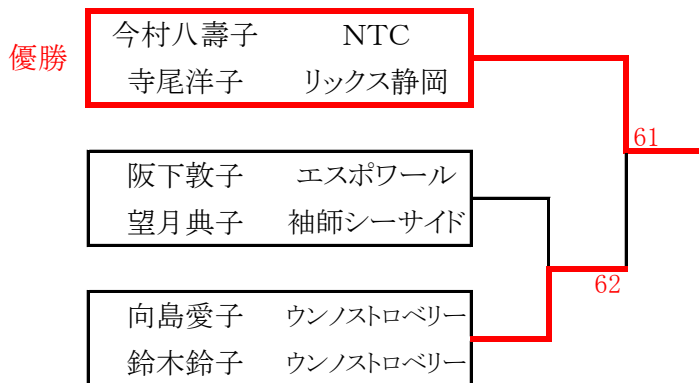 優勝
今村八壽子 NTC
寺尾洋子 リックス静岡
61
阪下敦子 エスポワール
望月典子 袖師シーサイド
62
向島愛子 ウンノストロベリー
鈴木鈴子 ウンノストロベリー